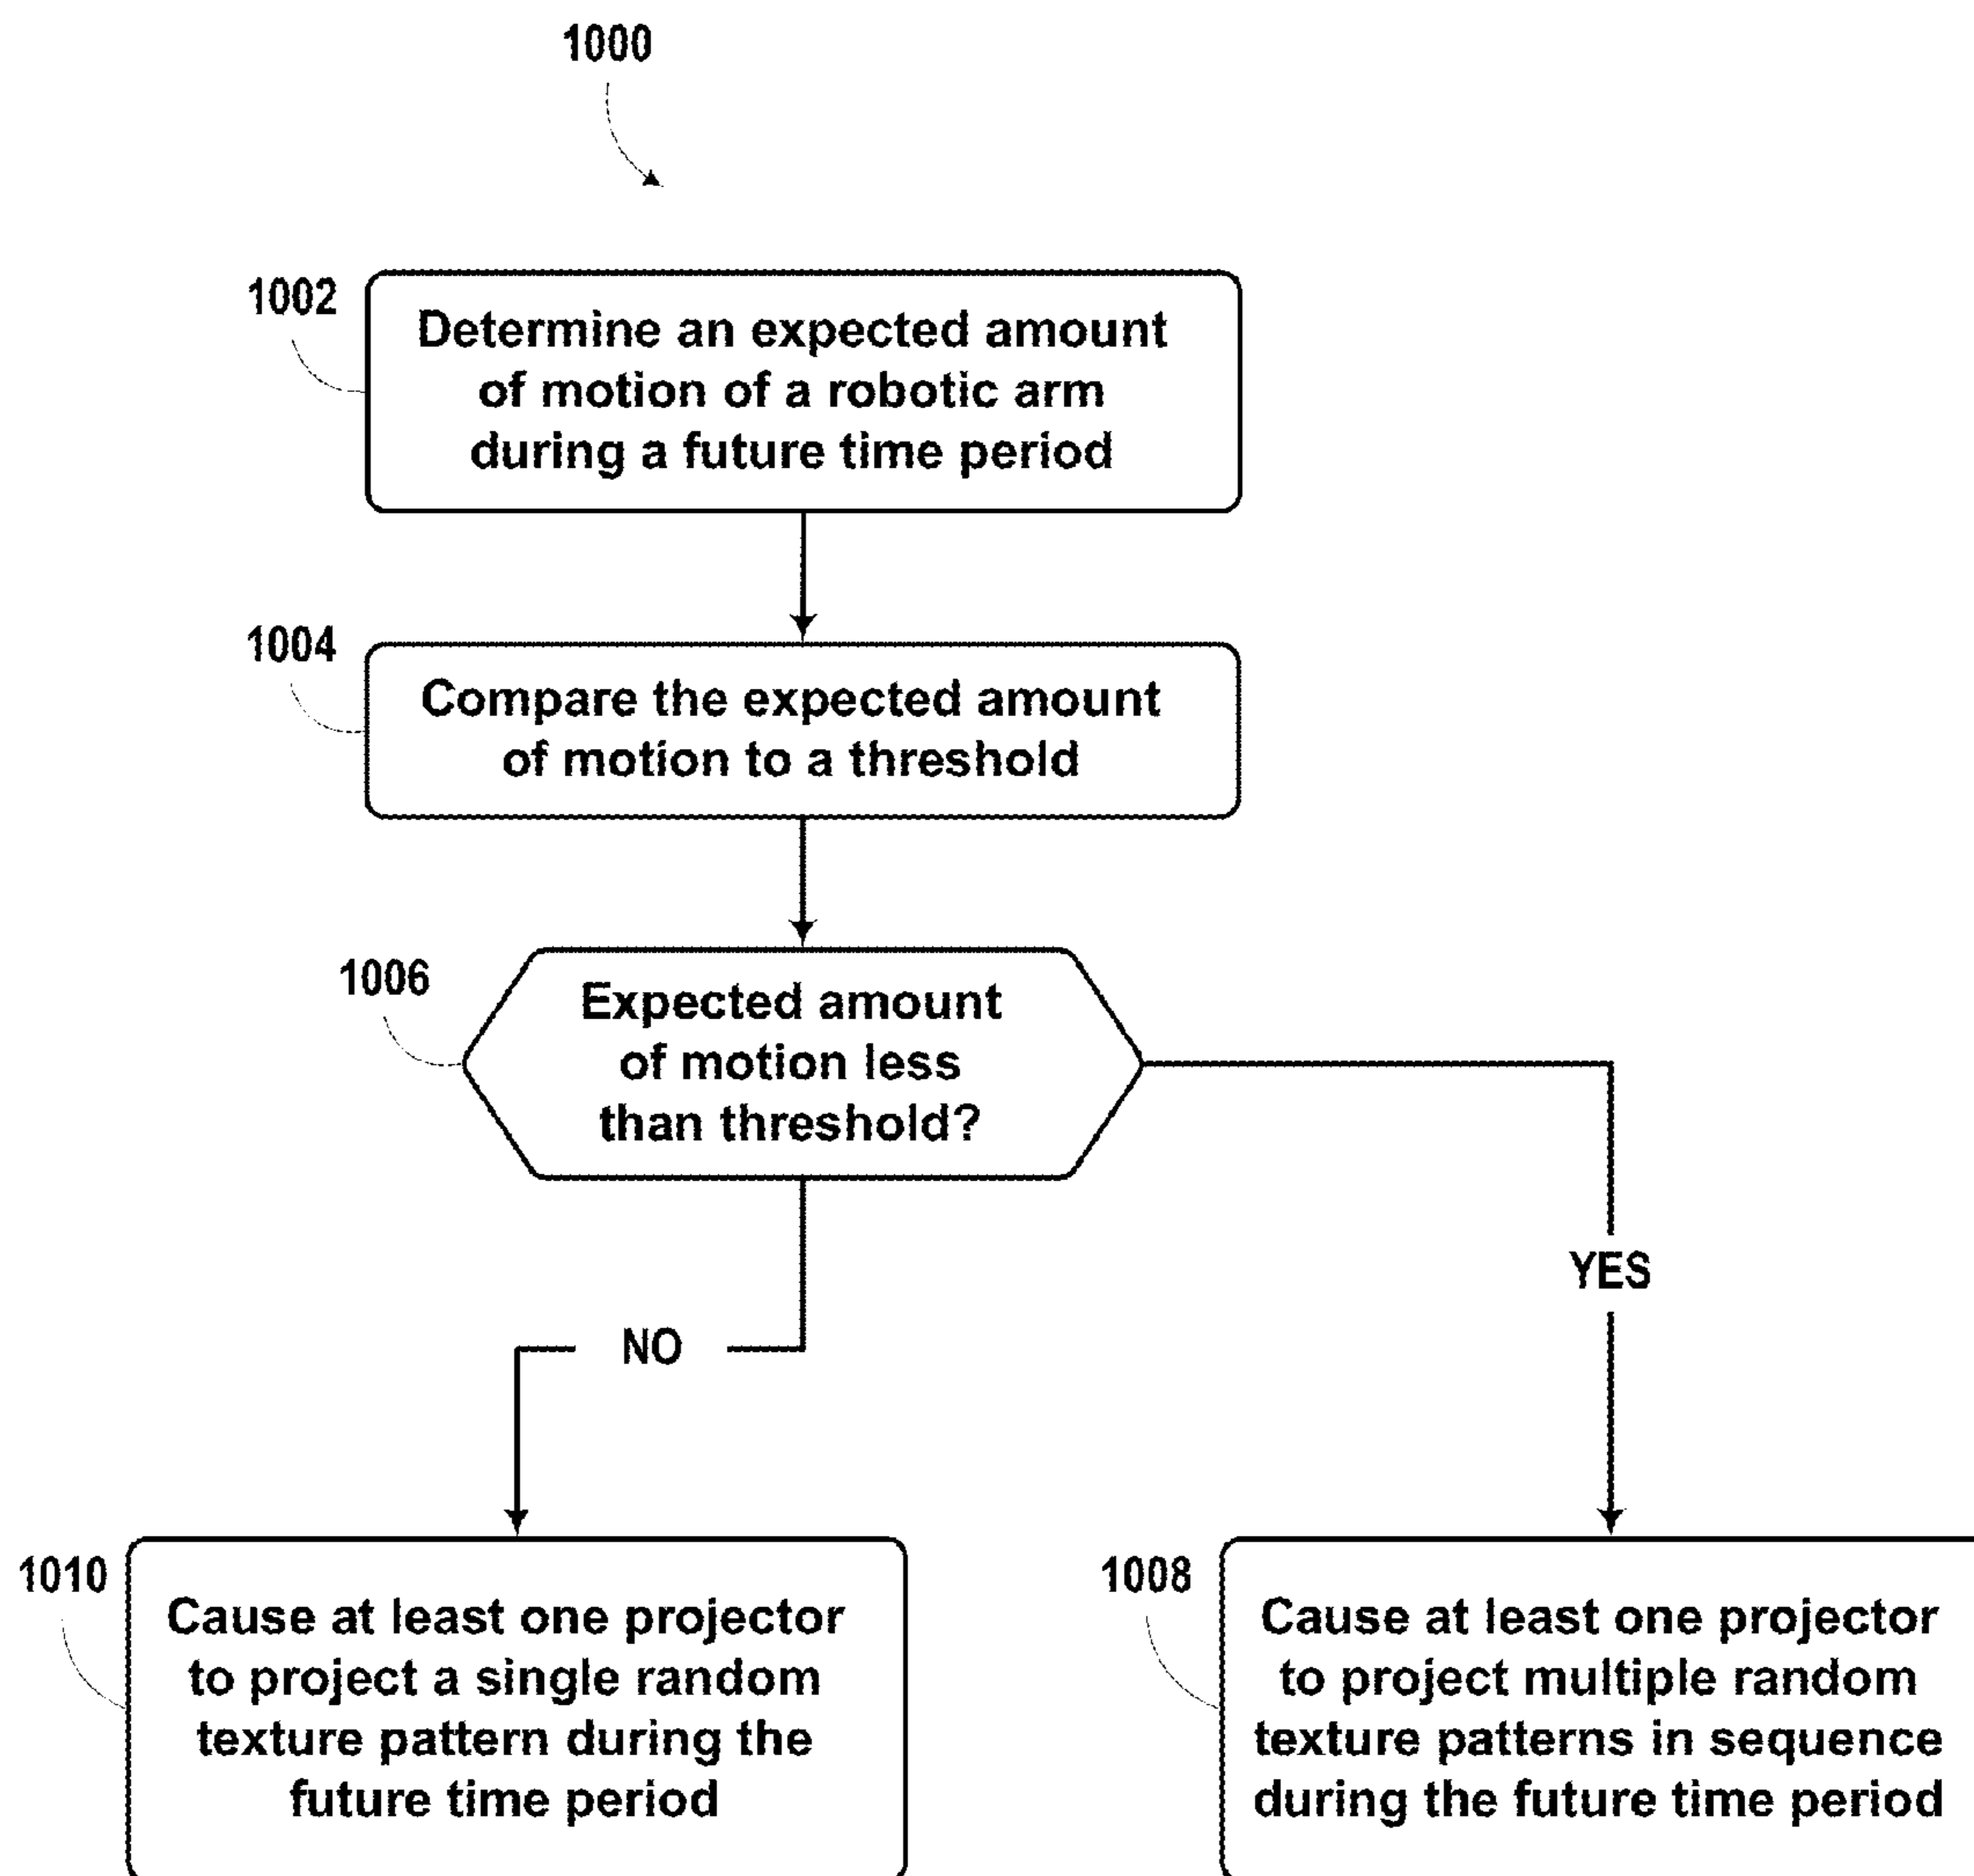 1000
1002
Determine an expected amount
of motion of a robotic arm
during a future time period
1004
Compare the expected amount
of motion to a threshold
1006
Expected amount
of motion less
than threshold?
YES
NO
1010
Cause at least one projector
to project a single random
texture pattern during the
future time period
1008
Cause at least one projector
to project multiple random
texture patterns in sequence
during the future time period